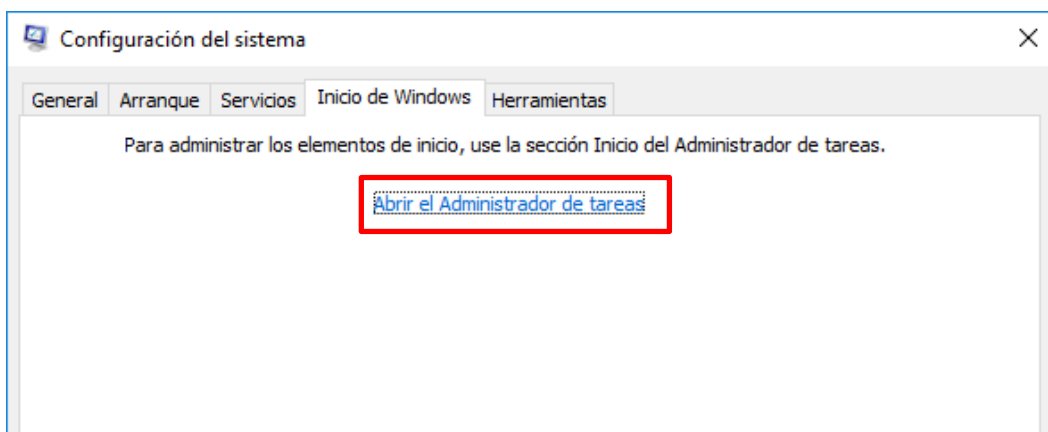 Configuración del sistema
General Arranque Servicios Inicio de Windows Herramientas
Para administrar los elementos de inicio, use la sección Inicio del Administrador de tareas.
Abrir el Administrador de tareas